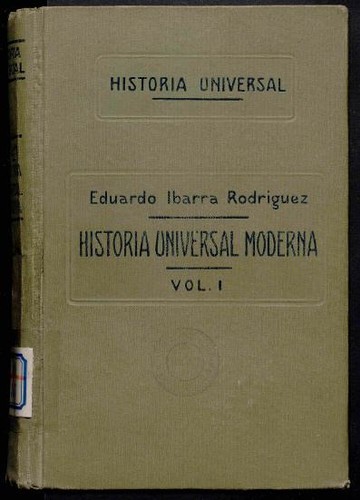 HISTORIA UNIVERSAL
Eduardo Ibarra Rodriguez
HISTORIA UNIVERSAL MODERNA
VOL. I